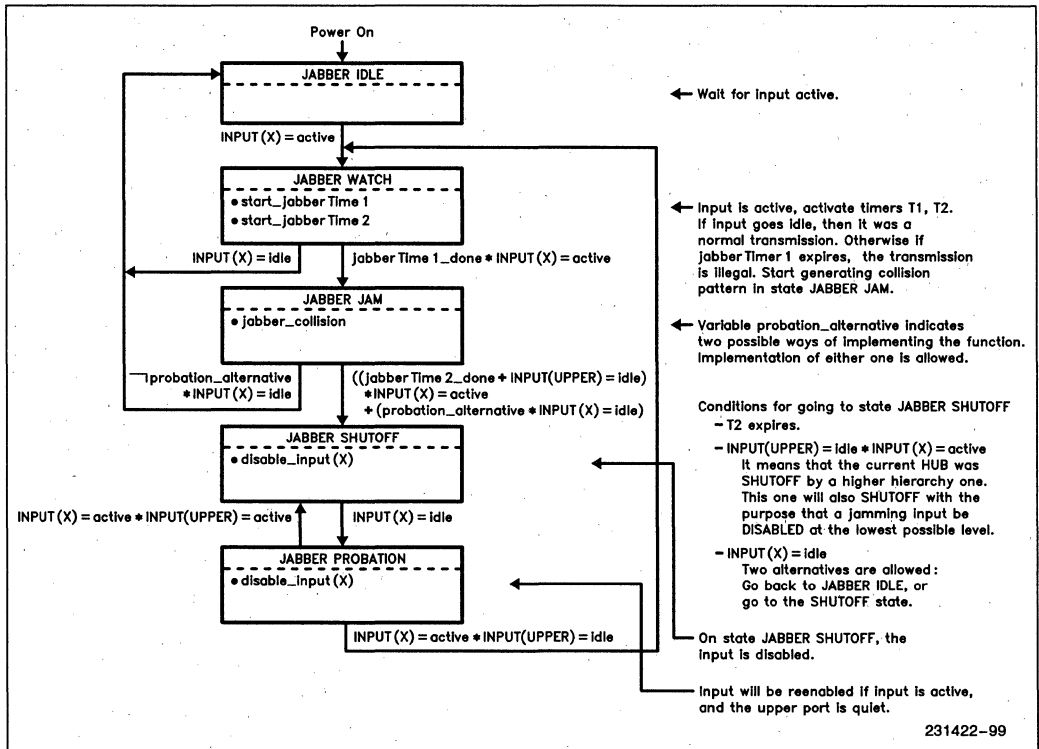 Power On
JABBER IDLE
INPUT(X) = active
JABBER WATCH
• start_jabber Time 1
• start_jabber Time 2
INPUT(X) = idle
jabber Time 1_done * INPUT(X) = active
JABBER JAM
• jabber_collision
¬probation_alternative
* INPUT(X) = idle
((jabber Time 2_done + INPUT(UPPER) = idle)
* INPUT(X) = active
+ (probation_alternative * INPUT(X) = idle)
JABBER SHUTOFF
• disable_input(X)
INPUT(X) = active * INPUT(UPPER) = active
INPUT(X) = idle
JABBER PROBATION
• disable_input(X)
INPUT(X) = active * INPUT(UPPER) = idle
Wait for input active.
Input is active, activate timers T1, T2.
If input goes idle, then it was a
normal transmission. Otherwise if
jabber Timer 1 expires, the transmission
is illegal. Start generating collision
pattern in state JABBER JAM.
Variable probation_alternative indicates
two possible ways of implementing the function.
Implementation of either one is allowed.
Conditions for going to state JABBER SHUTOFF
– T2 expires.
– INPUT(UPPER) = idle * INPUT(X) = active
It means that the current HUB was
SHUTOFF by a higher hierarchy one.
This one will also SHUTOFF with the
purpose that a jamming input be
DISABLED at the lowest possible level.
– INPUT(X) = idle
Two alternatives are allowed:
Go back to JABBER IDLE, or
go to the SHUTOFF state.
On state JABBER SHUTOFF, the
input is disabled.
Input will be reenabled if input is active,
and the upper port is quiet.
231422–99